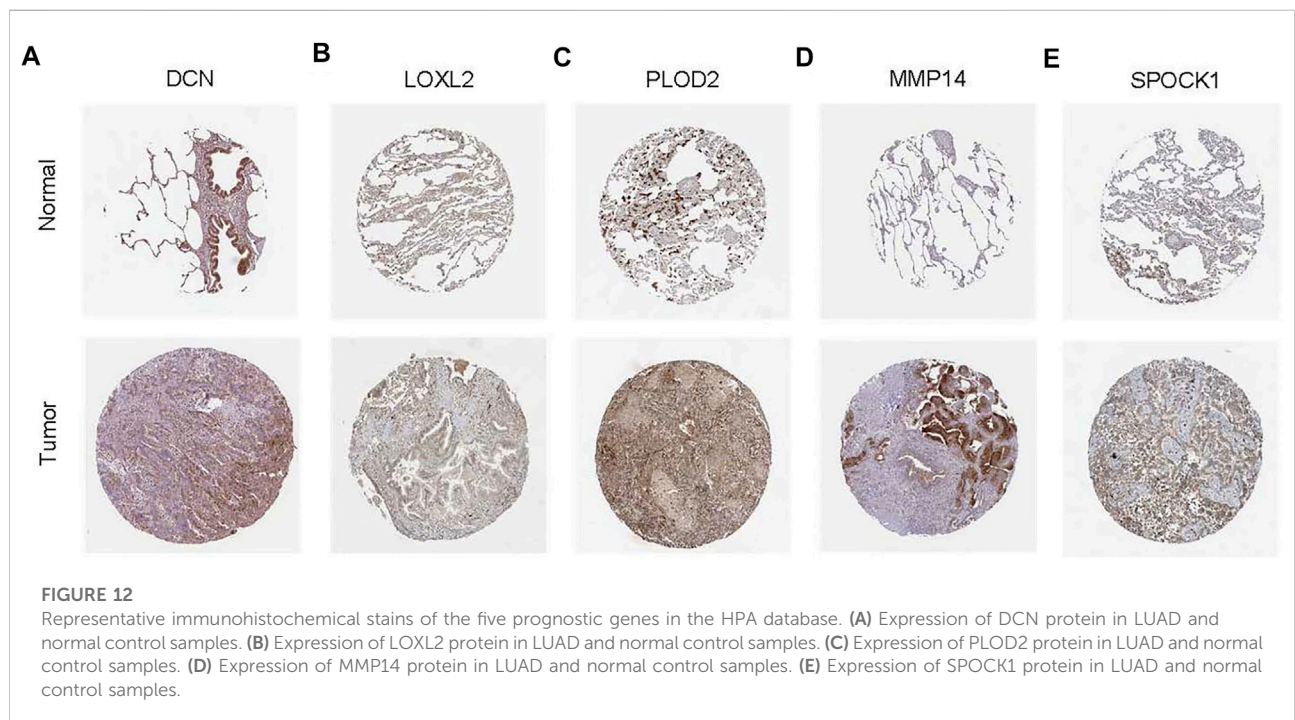 A B C D E
DCN LOXL2 PLOD2 MMP14 SPOCK1
Normal
Tumor
FIGURE 12
Representative immunohistochemical stains of the five prognostic genes in the HPA database. (A) Expression of DCN protein in LUAD and
normal control samples. (B) Expression of LOXL2 protein in LUAD and normal control samples. (C) Expression of PLOD2 protein in LUAD and normal
control samples. (D) Expression of MMP14 protein in LUAD and normal control samples. (E) Expression of SPOCK1 protein in LUAD and normal
control samples.